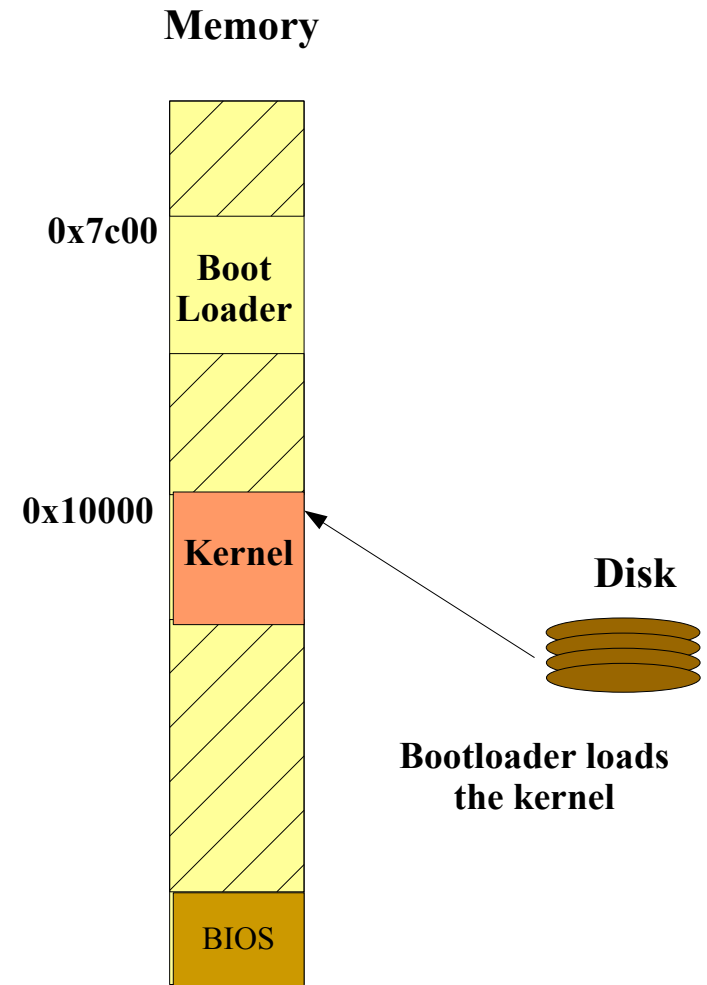 Memory
0x7c00
Boot
Loader
0x10000
Kernel
Disk
Bootloader loads
the kernel
BIOS